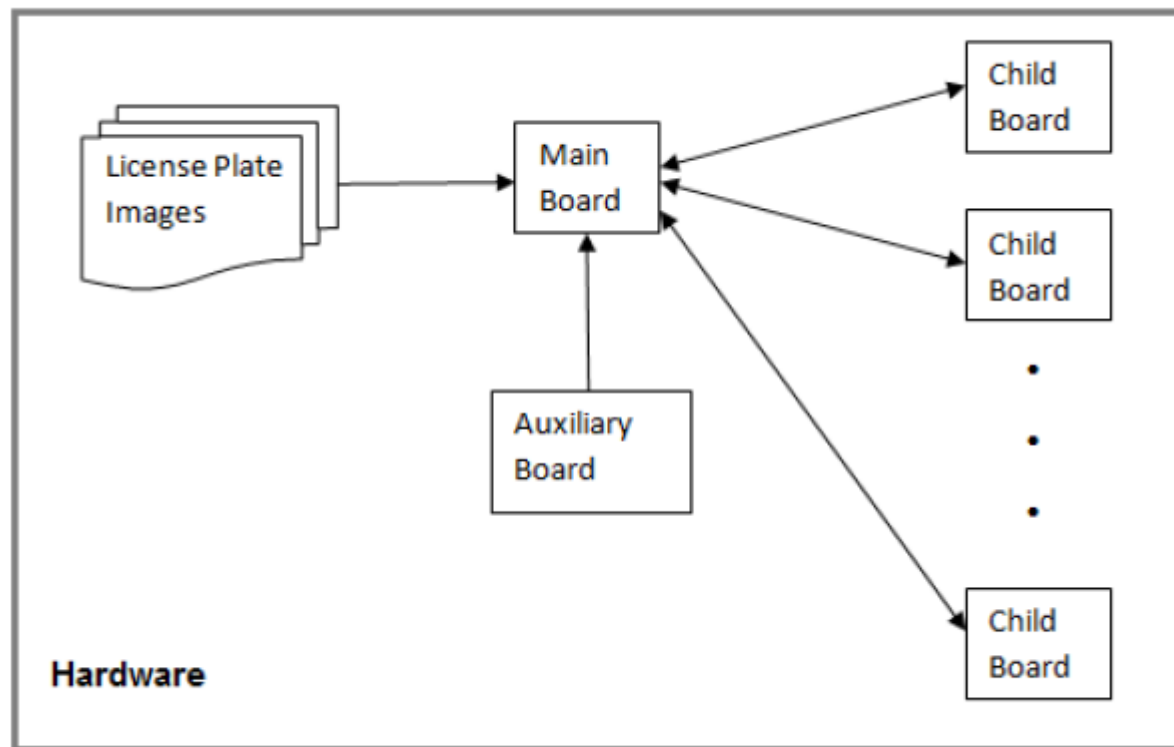 License Plate
Images
Main
Board
Child
Board
Child
Board
Auxiliary
Board
Child
Board
Hardware